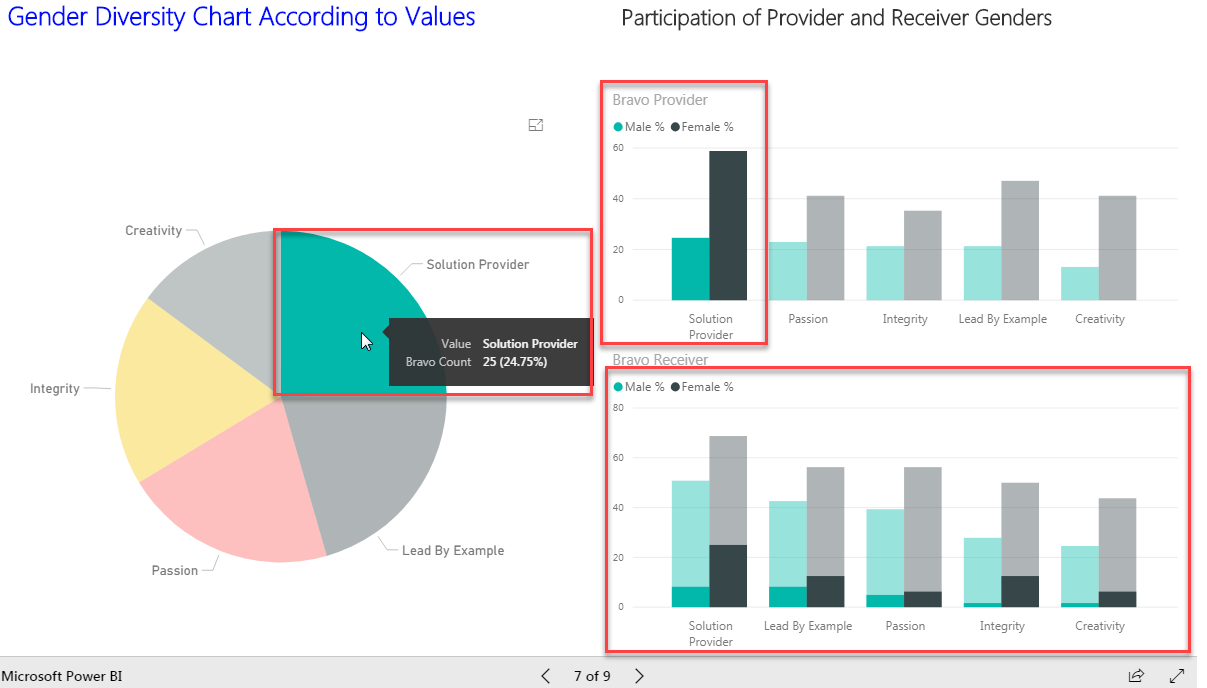 Gender Diversity Chart According to Values
Participation of Provider and Receiver Genders
Creativity
Solution Provider
Value Solution Provider
Bravo Count 25 (24.75%)
Integrity
Lead By Example
Passion
Bravo Provider
Male % Female %
60
40
20
0
Solution
Provider
Passion
Integrity
Lead By Example
Creativity
Bravo Receiver
Male % Female %
80
60
40
20
0
Solution
Provider
Lead By Example
Passion
Integrity
Creativity
Microsoft Power BI
7 of 9